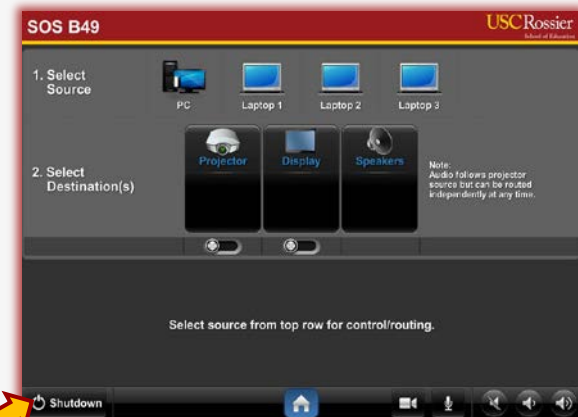 SOS B49
USC Rossier
School of Education
1. Select
Source
PC
Laptop 1
Laptop 2
Laptop 3
2. Select
Destination(s)
Projector
Display
Speakers
Note:
Audio follows projector
source but can be routed
independently at any time.
Select source from top row for control/routing.
Shutdown